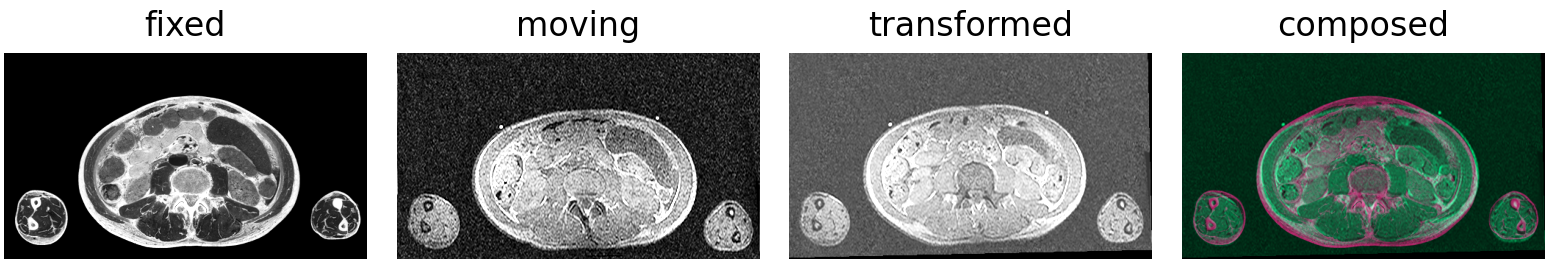 fixed
moving
transformed
composed